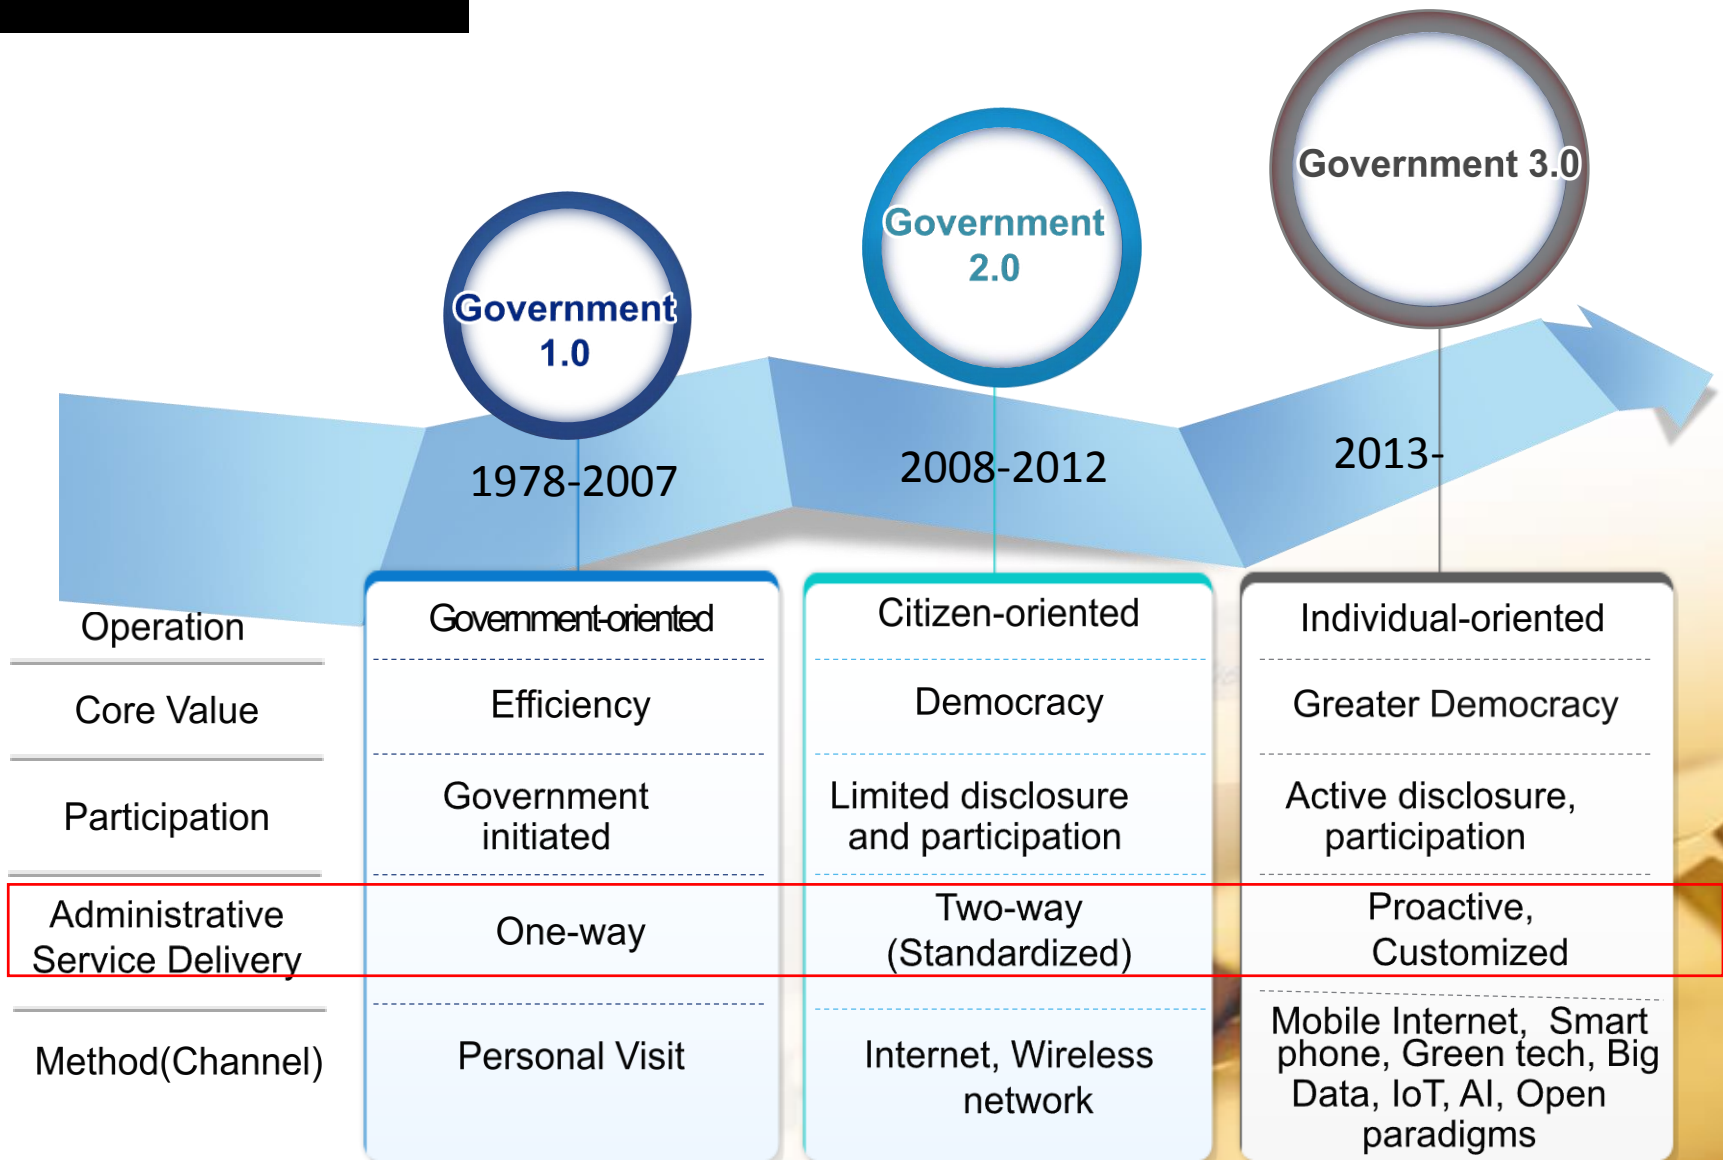 Government 3.0
Government
2.0
Government
1.0
1978-2007
2008-2012
2013-
Operation
Government-oriented
Citizen-oriented
Individual-oriented
Core Value
Efficiency
Democracy
Greater Democracy
Participation
Government
initiated
Limited disclosure
and participation
Active disclosure,
participation
Administrative
Service Delivery
One-way
Two-way
(Standardized)
Proactive,
Customized
Method(Channel)
Personal Visit
Internet, Wireless
network
Mobile Internet, Smart
phone, Green tech, Big
Data, IoT, AI, Open
paradigms